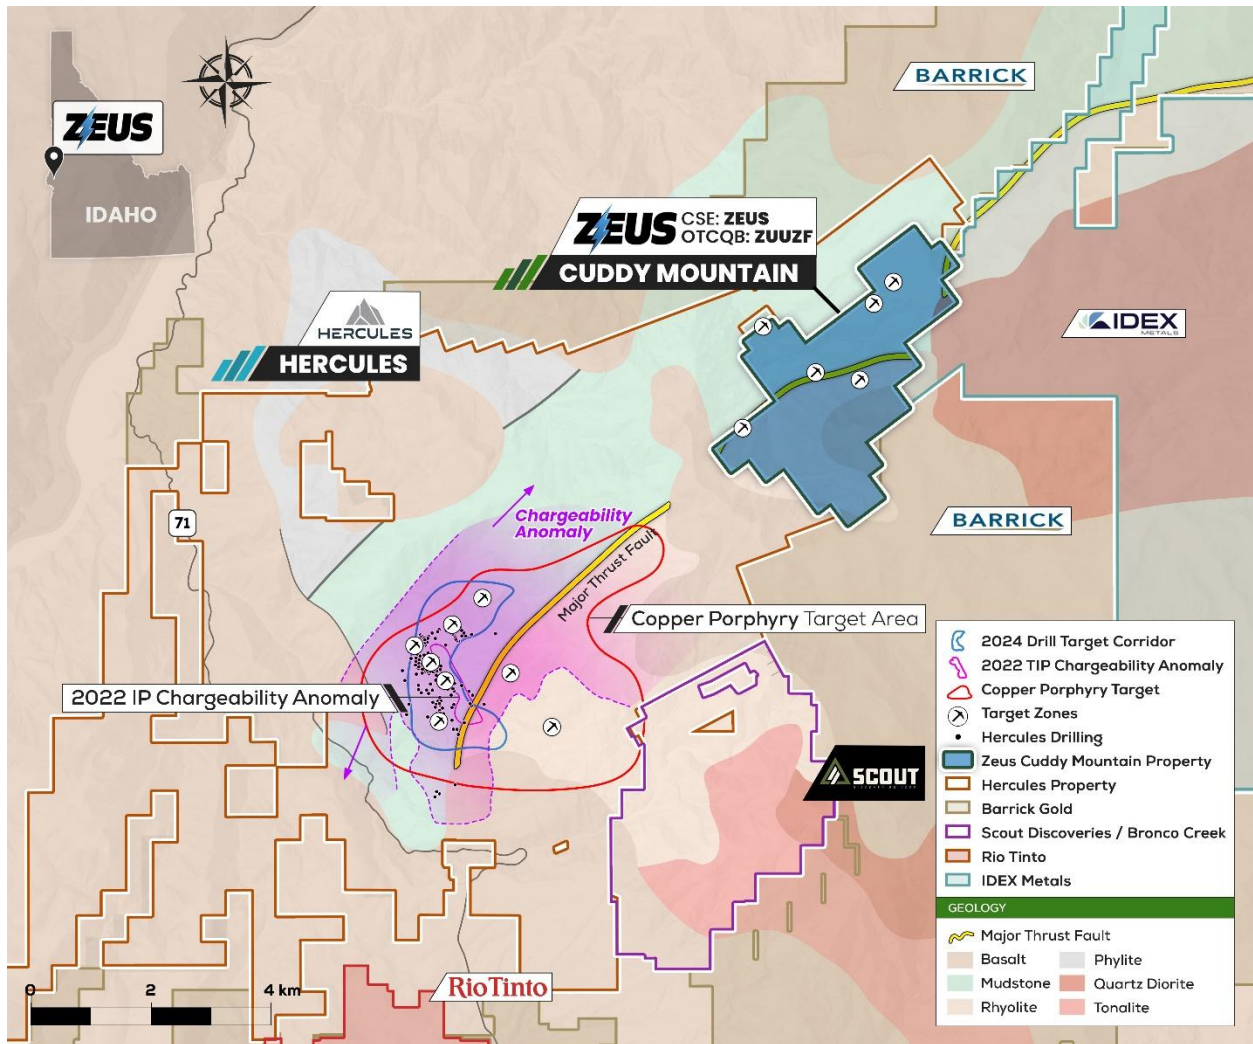 ZEUS
IDAHO
BARRICK
ZEUS
CSE: ZEUS
OTCQB: ZUUZF
CUDDY MOUNTAIN
HERCULES
HERCULES
IDEX
METALS
71
Chargeability
Anomaly
BARRICK
Major Thrust Fault
Copper Porphyry Target Area
2022 IP Chargeability Anomaly
SCOUT
RioTinto
0 2 4 km
2024 Drill Target Corridor
2022 TIP Chargeability Anomaly
Copper Porphyry Target
Target Zones
Hercules Drilling
Zeus Cuddy Mountain Property
Hercules Property
Barrick Gold
Scout Discoveries / Bronco Creek
Rio Tinto
IDEX Metals
GEOLOGY
Major Thrust Fault
Basalt
Phylite
Mudstone
Quartz Diorite
Rhyolite
Tonalite